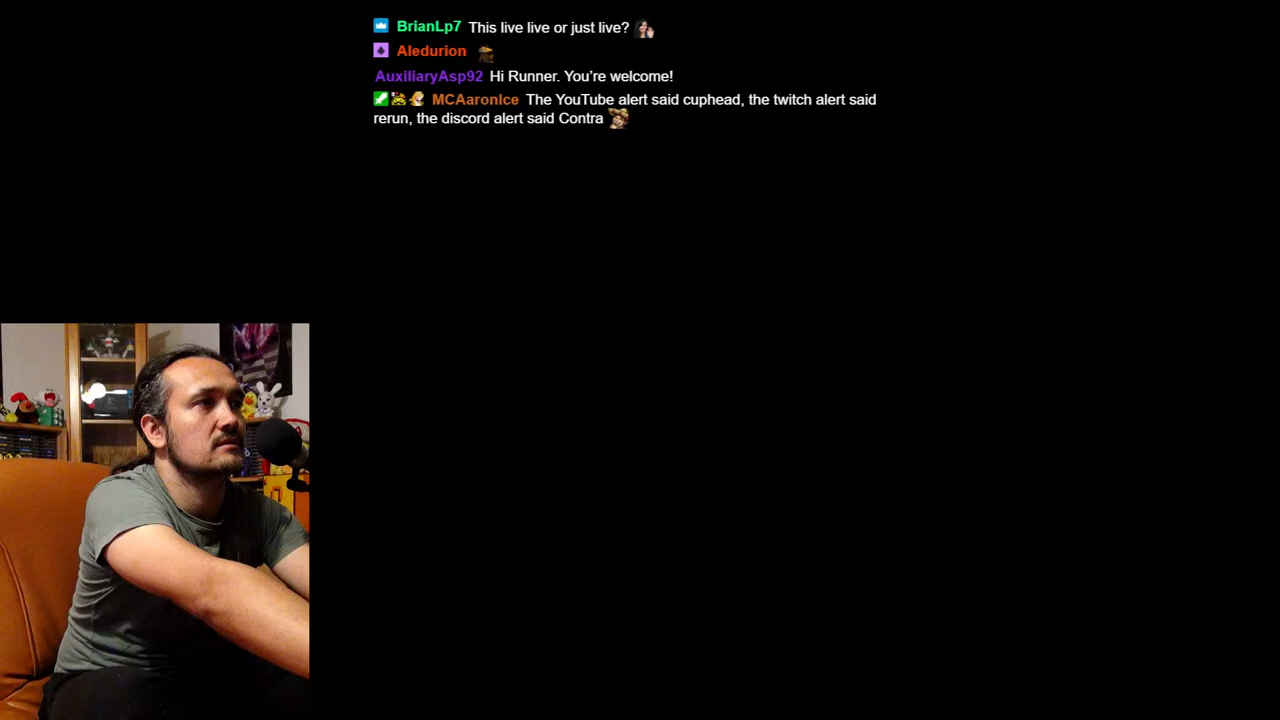 BrianLp7 This live live or just live?
Aledurion
AuxiliaryAsp92 Hi Runner. You’re welcome!
MCAaronIce The YouTube alert said cuphead, the twitch alert said
rerun, the discord alert said Contra